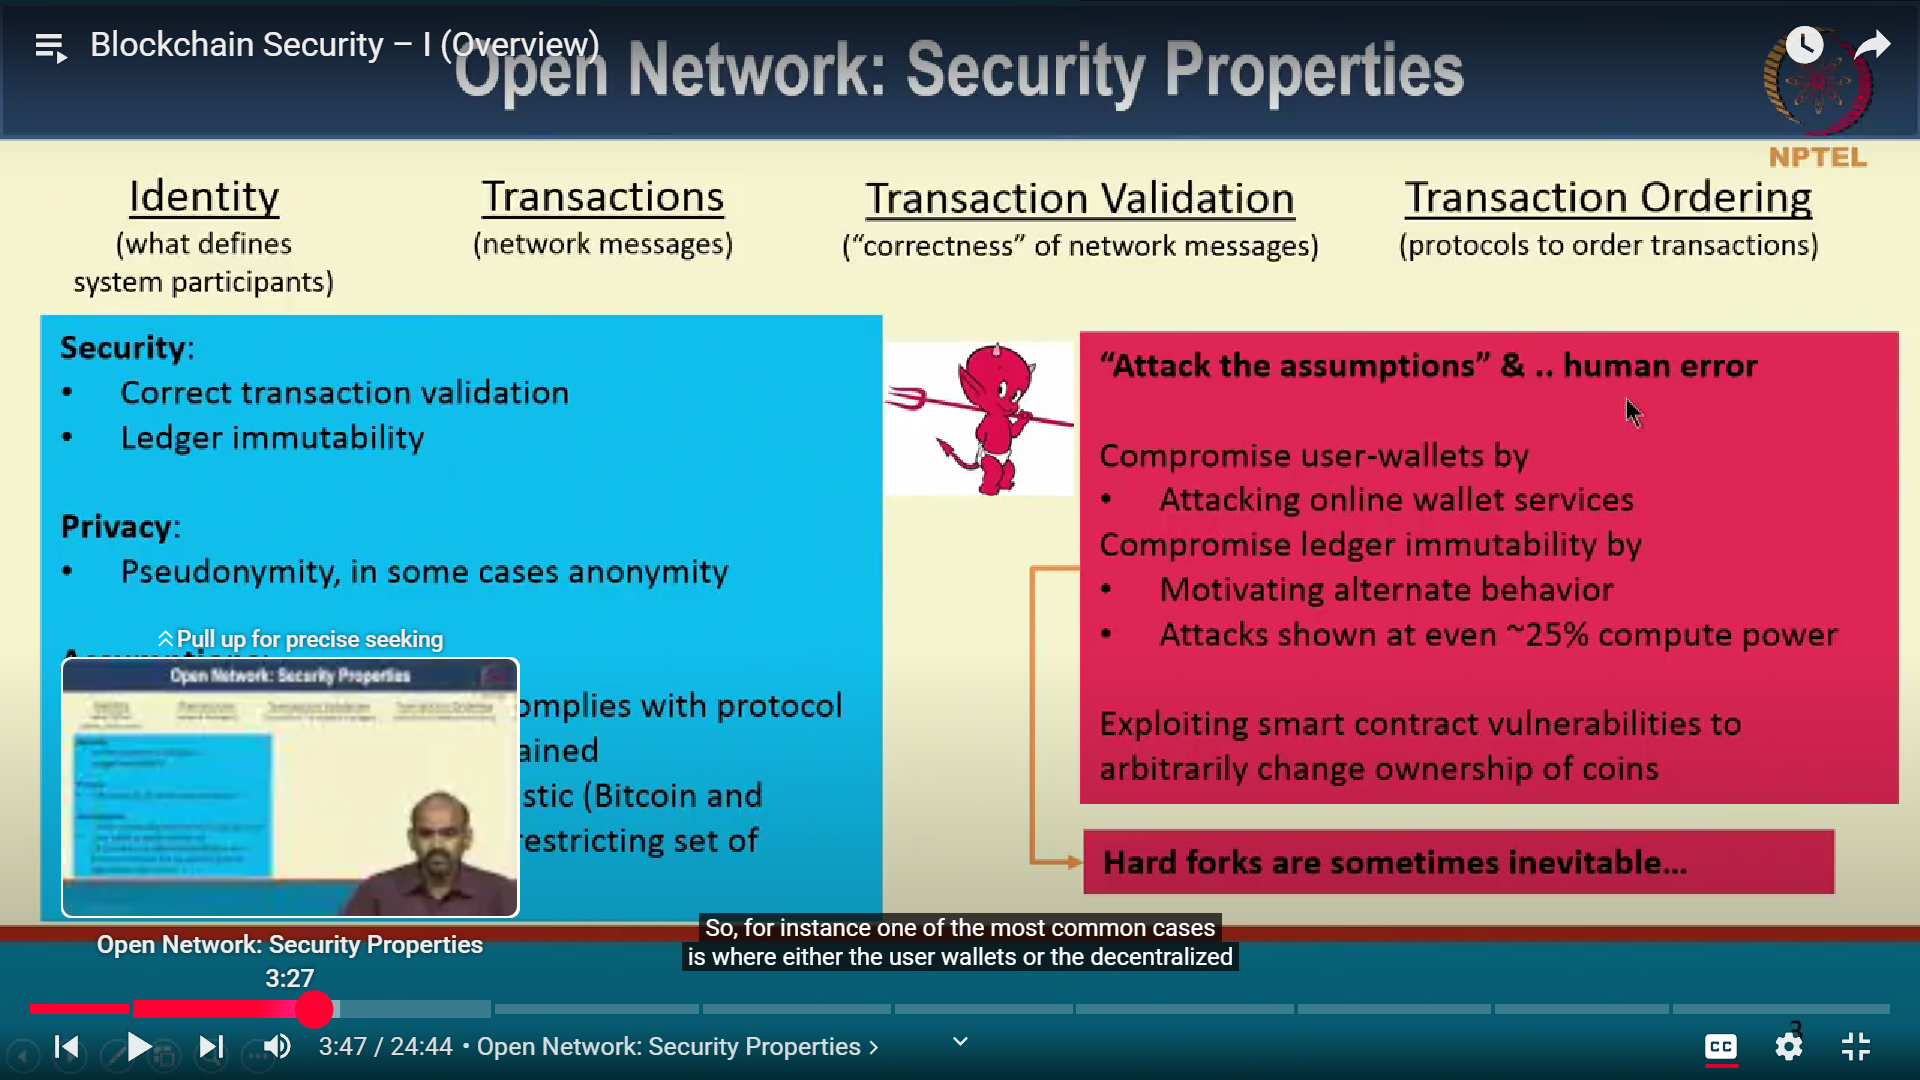 Blockchain Security – I (Overview)
Open Network: Security Properties
NPTEL
Identity
(what defines
system participants)
Transactions
(network messages)
Transaction Validation
(“correctness” of network messages)
Transaction Ordering
(protocols to order transactions)
Security:
• Correct transaction validation
• Ledger immutability
Privacy:
• Pseudonymity, in some cases anonymity
omplies with protocol
ained
stic (Bitcoin and
restricting set of
“Attack the assumptions” & .. human error
Compromise user-wallets by
• Attacking online wallet services
Compromise ledger immutability by
• Motivating alternate behavior
• Attacks shown at even ~25% compute power
Exploiting smart contract vulnerabilities to
arbitrarily change ownership of coins
Hard forks are sometimes inevitable...
Pull up for precise seeking
Open Network: Security Properties
Open Network: Security Properties
3:27
So, for instance one of the most common cases
is where either the user wallets or the decentralized
3
3:47 / 24:44 • Open Network: Security Properties
CC